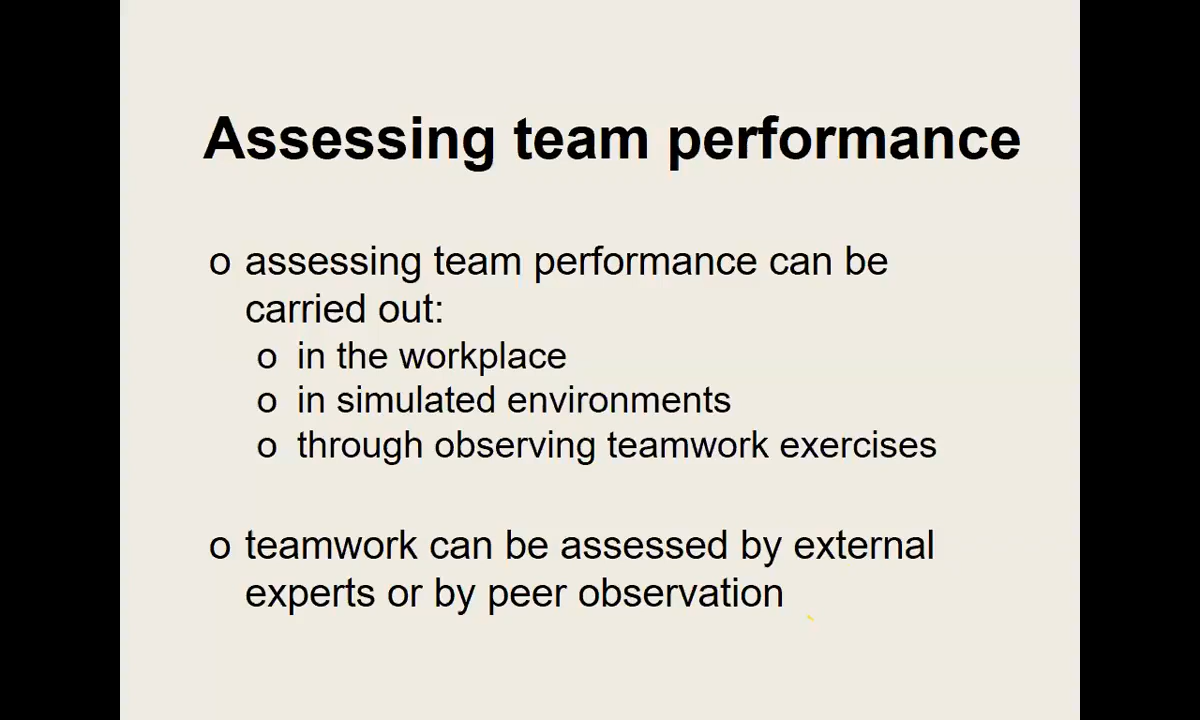 Assessing team performance
o assessing team performance can be
carried out:
o in the workplace
o in simulated environments
o through observing teamwork exercises
o teamwork can be assessed by external
experts or by peer observation